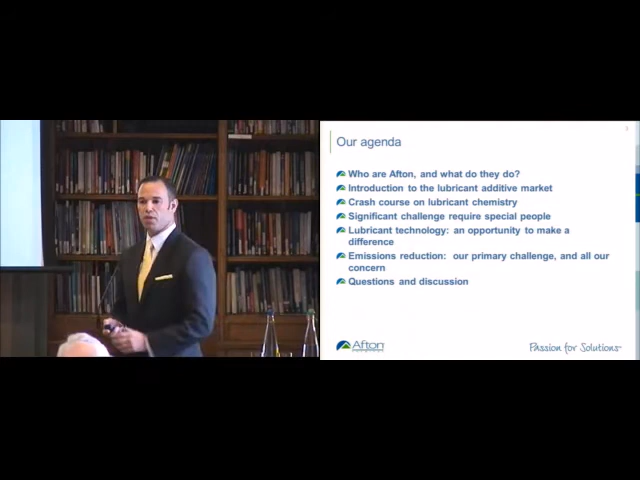 Our agenda
Who are Afton, and what do they do?
Introduction to the lubricant additive market
Crash course on lubricant chemistry
Significant challenge require special people
Lubricant technology: an opportunity to make a
difference
Emissions reduction: our primary challenge, and all our
concern
Questions and discussion
Afton
Passion for Solutions